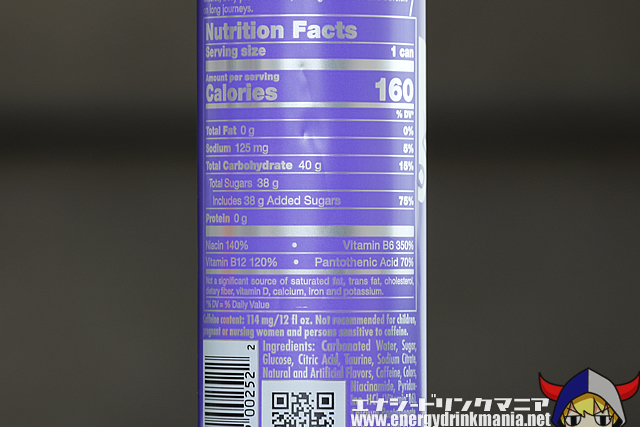 on long journeys.
Nutrition Facts
Serving size 1 can
Amount per serving
Calories 160
% DV*
Total Fat 0 g 0%
Sodium 125 mg 5%
Total Carbohydrate 40 g 15%
Total Sugars 38 g
Includes 38 g Added Sugars 75%
Protein 0 g
Niacin 140% • Vitamin B6 350%
Vitamin B12 120% • Pantothenic Acid 70%
Not a significant source of saturated fat, trans fat, cholesterol,
dietary fiber, vitamin D, calcium, iron and potassium.
*% DV = % Daily Value
Caffeine content: 114 mg/12 fl oz. Not recommended for children,
pregnant or nursing women and persons sensitive to caffeine.
Ingredients: Carbonated Water, Sugar,
Glucose, Citric Acid, Taurine, Sodium Citrate,
Natural and Artificial Flavors, Caffeine, Colors,
Niacinamide, Pyridox-
2
00252
エナジードリンクマニア
www.energydrinkmania.net